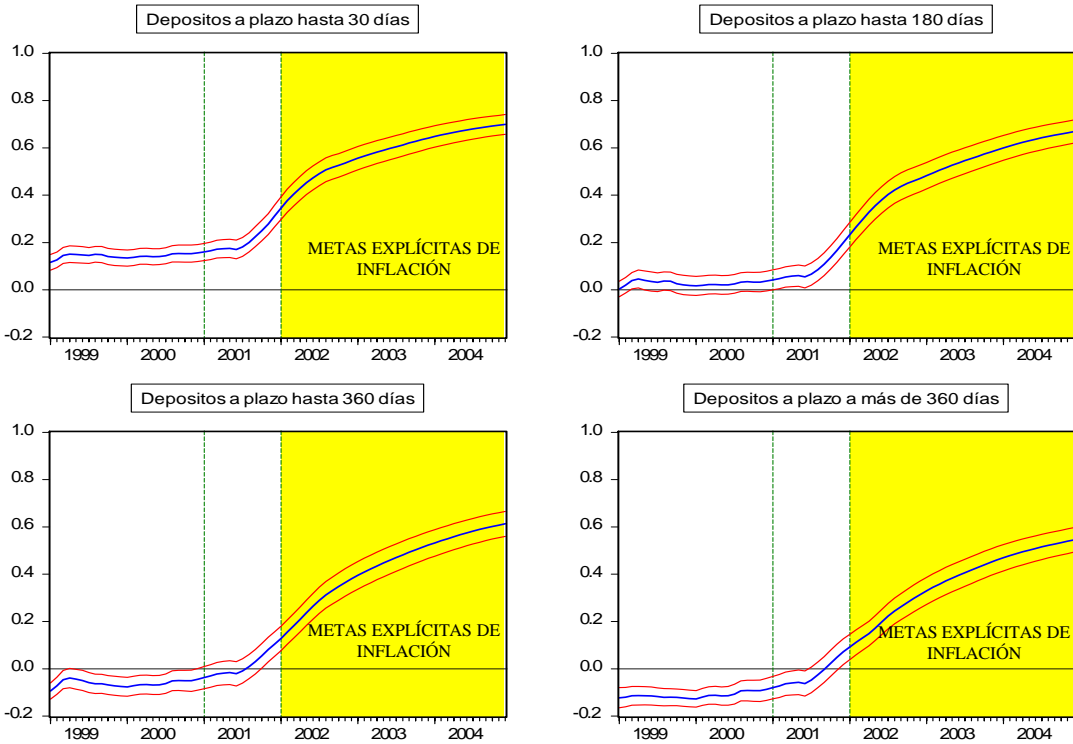 Depositos a plazo hasta 30 días
1.0
0.8
0.6
0.4
0.2
0.0
-0.2
METAS EXPLÍCITAS DE
INFLACIÓN
1999 2000 2001 2002 2003 2004
Depositos a plazo hasta 180 días
1.0
0.8
0.6
0.4
0.2
0.0
-0.2
METAS EXPLÍCITAS DE
INFLACIÓN
1999 2000 2001 2002 2003 2004
Depositos a plazo hasta 360 días
1.0
0.8
0.6
0.4
0.2
0.0
-0.2
METAS EXPLÍCITAS DE
INFLACIÓN
1999 2000 2001 2002 2003 2004
Depositos a plazo a más de 360 días
1.0
0.8
0.6
0.4
0.2
0.0
-0.2
METAS EXPLÍCITAS DE
INFLACIÓN
1999 2000 2001 2002 2003 2004